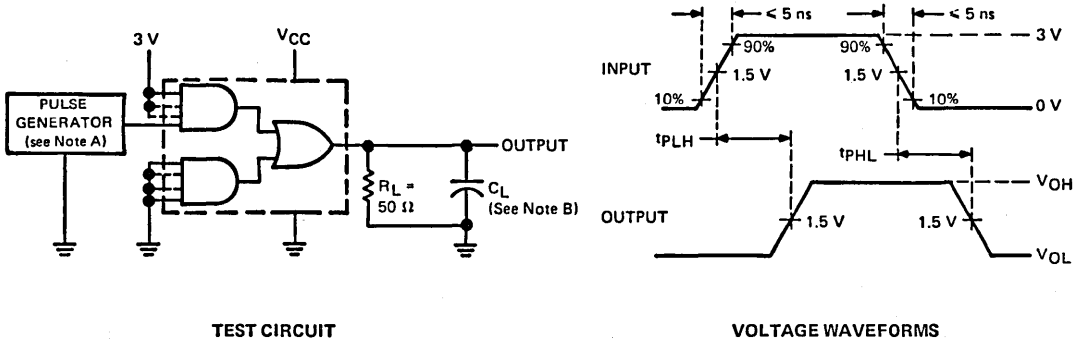 3 V
VCC
PULSE
GENERATOR
(see Note A)
OUTPUT
RL =
50 Ω
CL
(See Note B)
TEST CIRCUIT
≤ 5 ns
≤ 5 ns
3 V
90%
90%
INPUT
1.5 V
1.5 V
10%
10%
0 V
tPLH
tPHL
VOH
OUTPUT
1.5 V
1.5 V
VOL
VOLTAGE WAVEFORMS